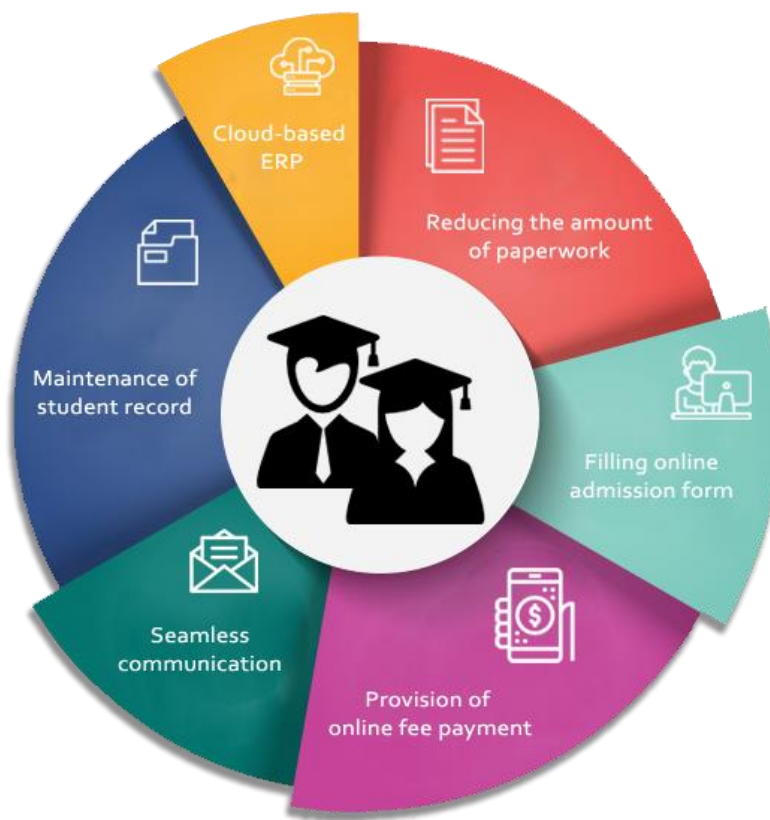 Cloud-based
ERP
Reducing the amount
of paperwork
Filling online
admission form
Provision of
online fee payment
Seamless
communication
Maintenance of
student record
$